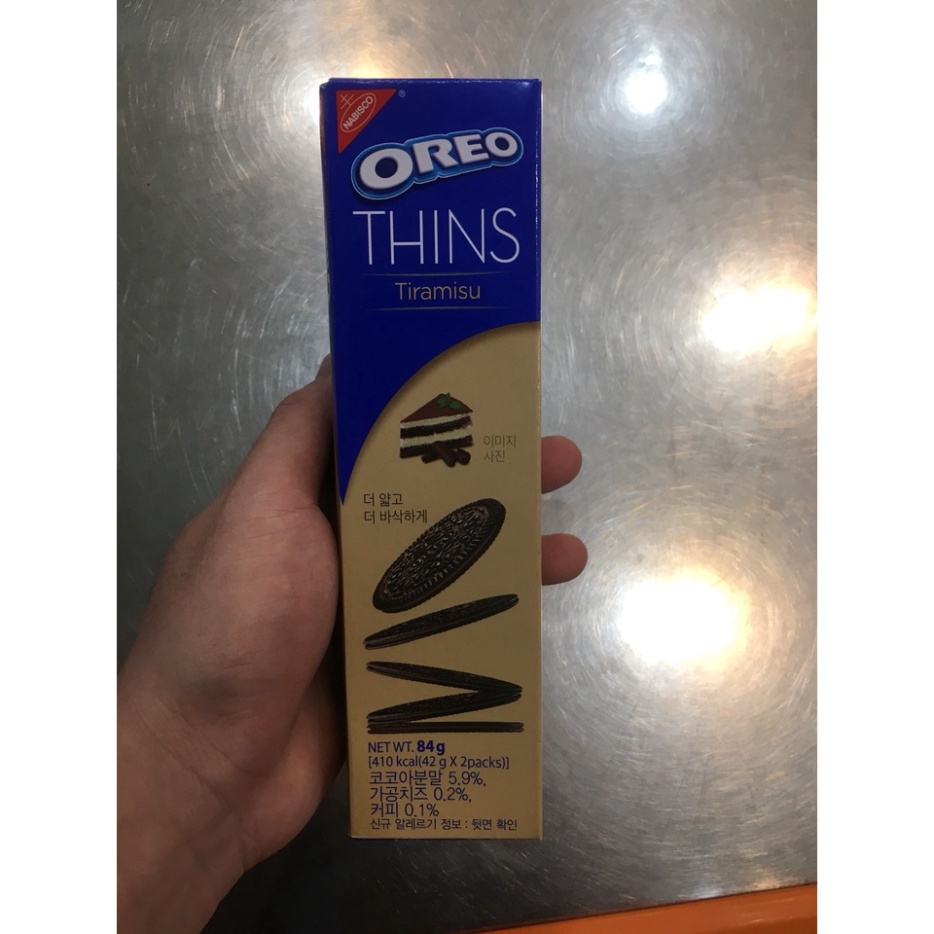 NABISCO
®
OREO
THINS
Tiramisu
이미지
사진
더 얇고
더 바삭하게
NET WT. 84g
[410 kcal(42 g X 2packs)]
코코아분말 5.9%,
가공치즈 0.2%,
커피 0.1%
신규 알레르기 정보 : 뒷면 확인